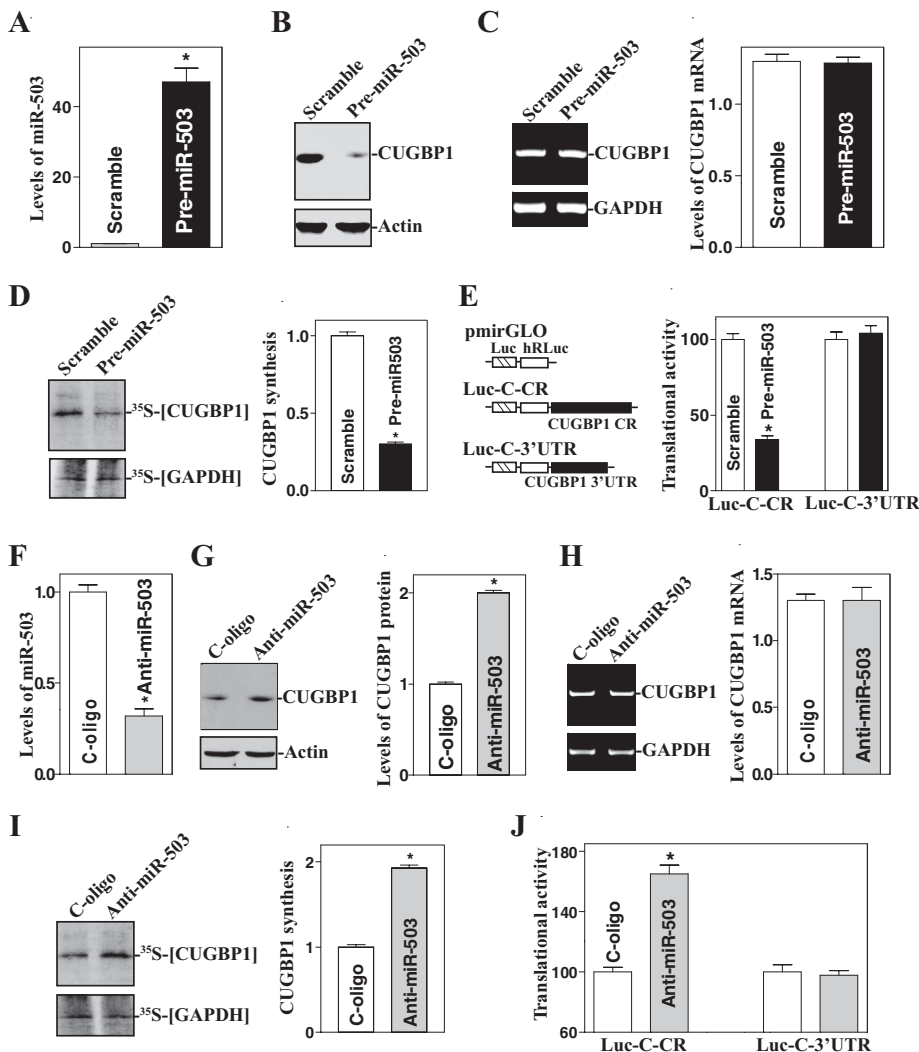 A
Levels of miR-503
40
20
0
Scramble
Pre-miR-503
*
B
Scramble
Pre-miR-503
-CUGBP1
-Actin
C
Scramble
Pre-miR-503
-CUGBP1
-GAPDH
Levels of CUGBP1 mRNA
1.0
0.5
0.0
Scramble
Pre-miR-503
D
Scramble
Pre-miR-503
-³⁵S-[CUGBP1]
-³⁵S-[GAPDH]
CUGBP1 synthesis
1.0
0.5
0.0
Scramble
* Pre-miR503
E
pmirGLO
Luc hRLuc
Luc-C-CR
CUGBP1 CR
Luc-C-3'UTR
CUGBP1 3'UTR
Translational activity
100
75
50
25
0
Scramble
* Pre-miR-503
Luc-C-CR
Luc-C-3'UTR
F
Levels of miR-503
1.0
0.5
0.0
C-oligo
*Anti-miR-503
G
C-oligo
Anti-miR-503
-CUGBP1
-Actin
Levels of CUGBP1 protein
2
1
0
C-oligo
Anti-miR-503
*
H
C-oligo
Anti-miR-503
-CUGBP1
-GAPDH
Levels of CUGBP1 mRNA
1.5
1.0
0.5
0.0
C-oligo
Anti-miR-503
I
C-oligo
Anti-miR-503
-³⁵S-[CUGBP1]
-³⁵S-[GAPDH]
CUGBP1 synthesis
2
1
0
C-oligo
Anti-miR-503
*
J
Translational activity
180
140
100
60
C-oligo
Anti-miR-503
*
Luc-C-CR
Luc-C-3'UTR